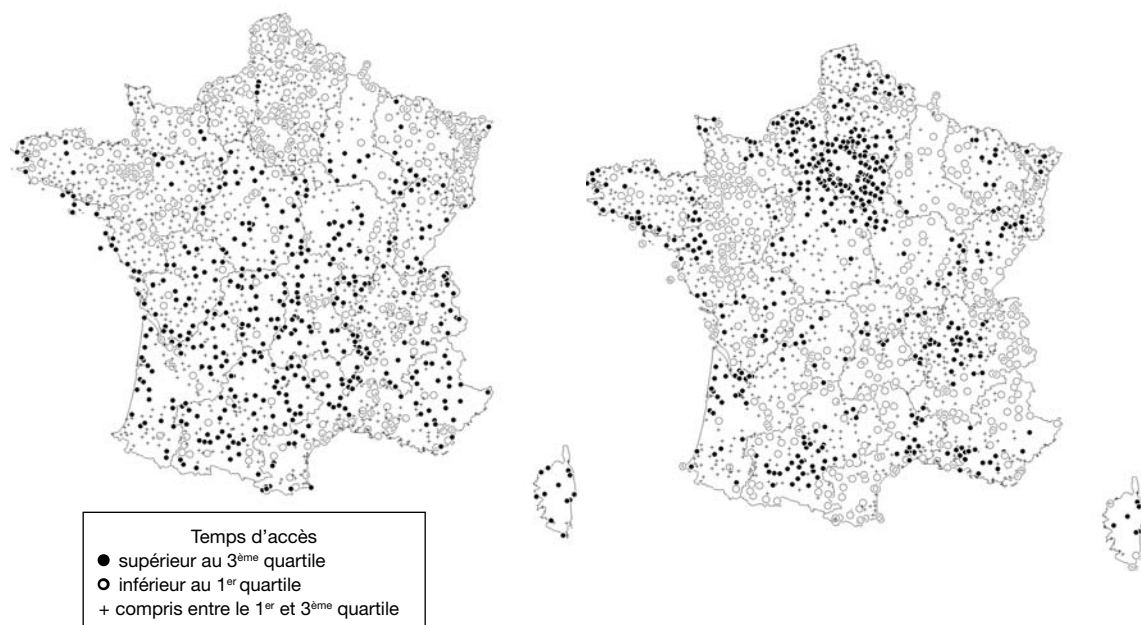 Temps d'accès
● supérieur au 3ème quartile
○ inférieur au 1er quartile
+ compris entre le 1er et 3ème quartile